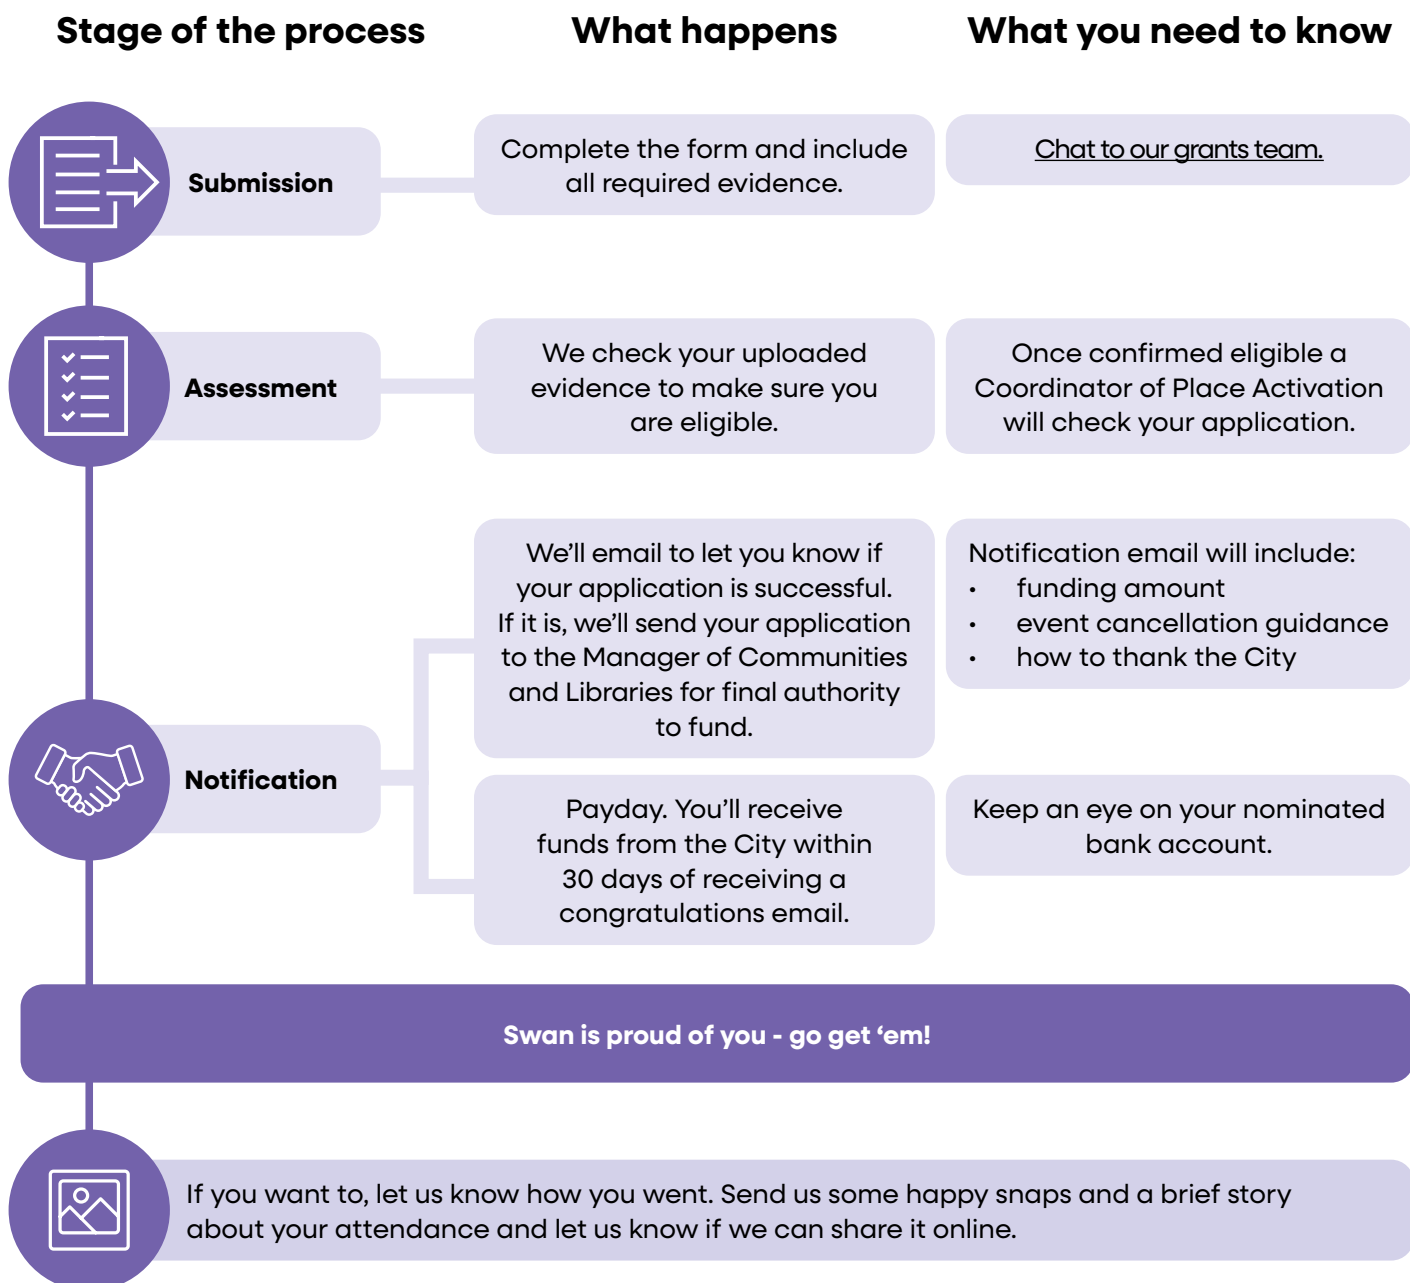 Stage of the process
What happens
What you need to know
Submission
Complete the form and include
all required evidence.
Chat to our grants team.
Assessment
We check your uploaded
evidence to make sure you
are eligible.
Once confirmed eligible a
Coordinator of Place Activation
will check your application.
Notification
We’ll email to let you know if
your application is successful.
If it is, we’ll send your application
to the Manager of Communities
and Libraries for final authority
to fund.
Notification email will include:
• funding amount
• event cancellation guidance
• how to thank the City
Payday. You’ll receive
funds from the City within
30 days of receiving a
congratulations email.
Keep an eye on your nominated
bank account.
Swan is proud of you - go get ‘em!
If you want to, let us know how you went. Send us some happy snaps and a brief story
about your attendance and let us know if we can share it online.